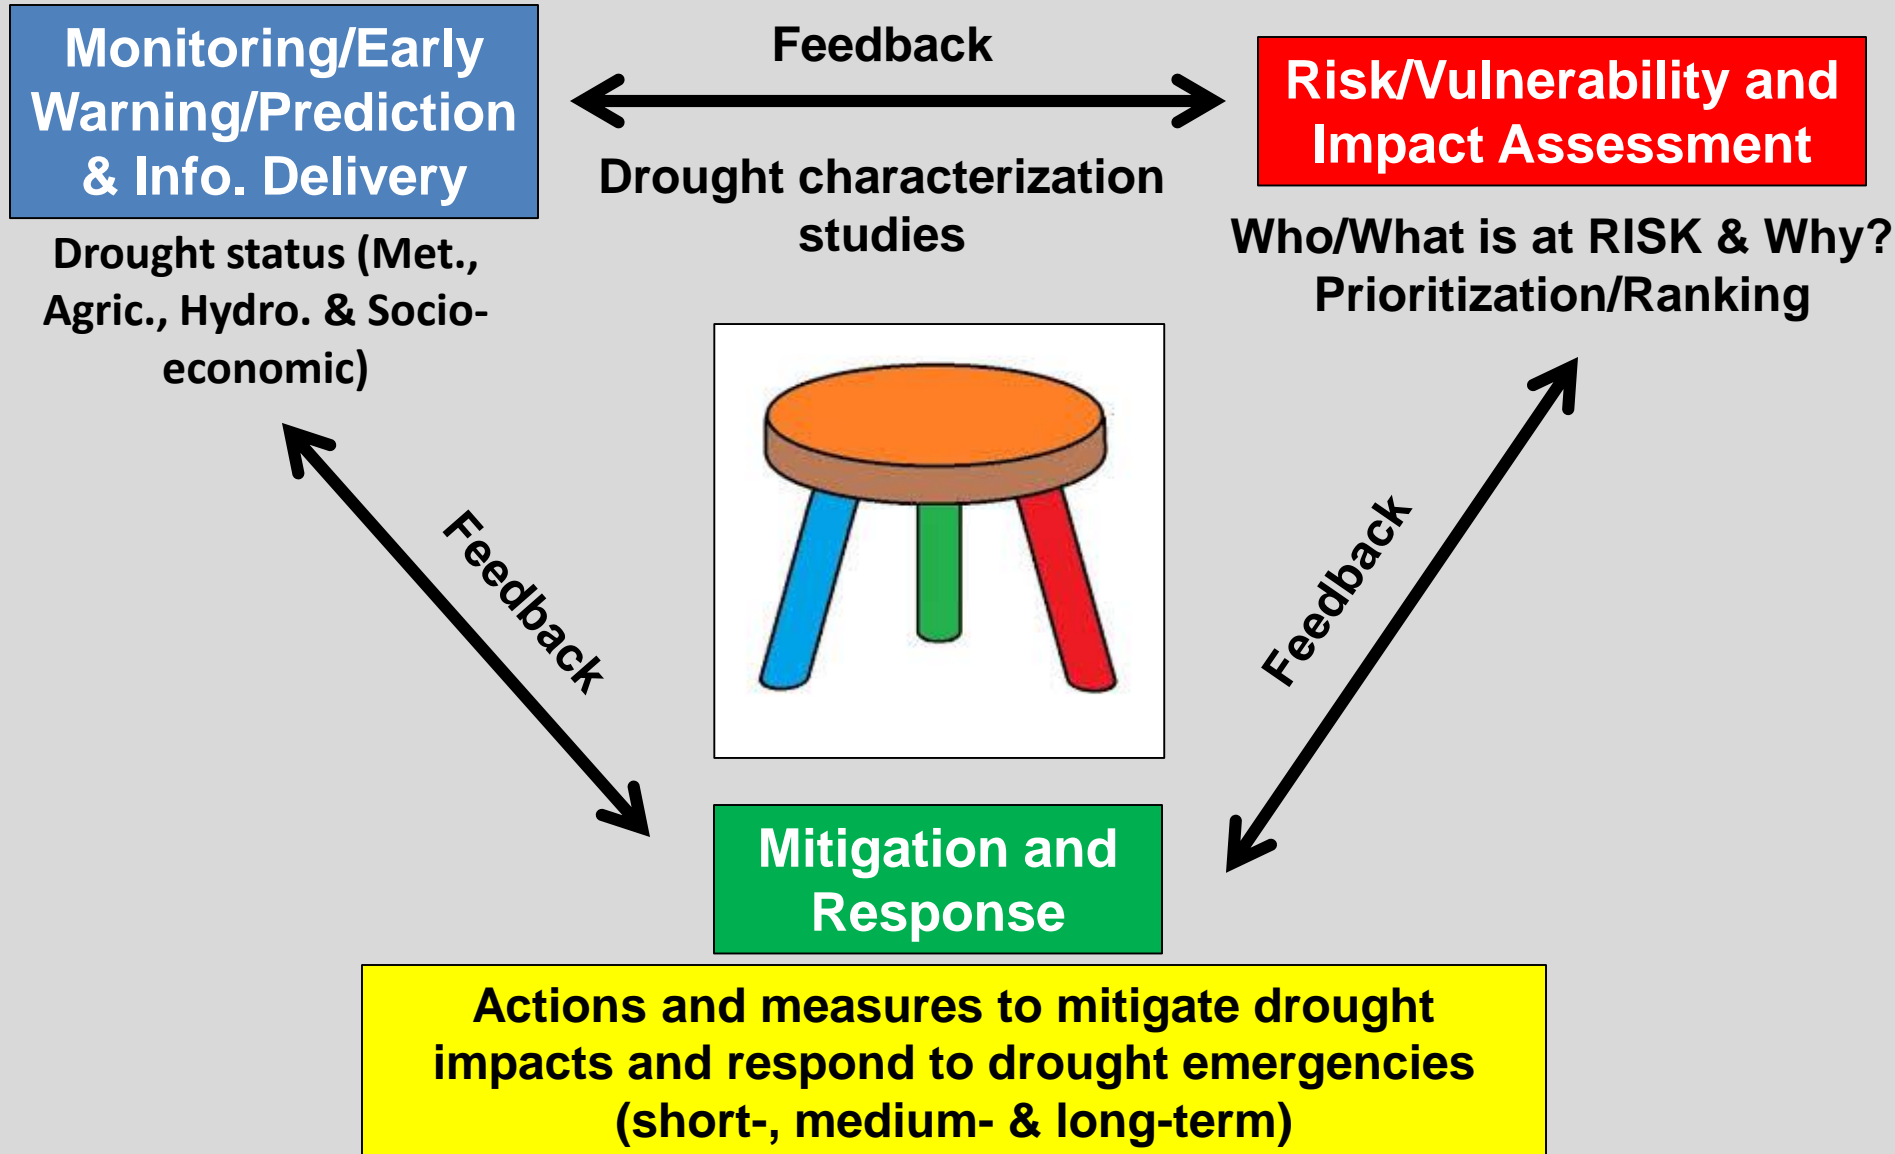 Monitoring/Early
Warning/Prediction
& Info. Delivery
Drought status (Met.,
Agric., Hydro. & Socio-
economic)
Feedback
Drought characterization
studies
Risk/Vulnerability and
Impact Assessment
Who/What is at RISK & Why?
Prioritization/Ranking
Feedback
Feedback
Mitigation and
Response
Actions and measures to mitigate drought
impacts and respond to drought emergencies
(short-, medium- & long-term)